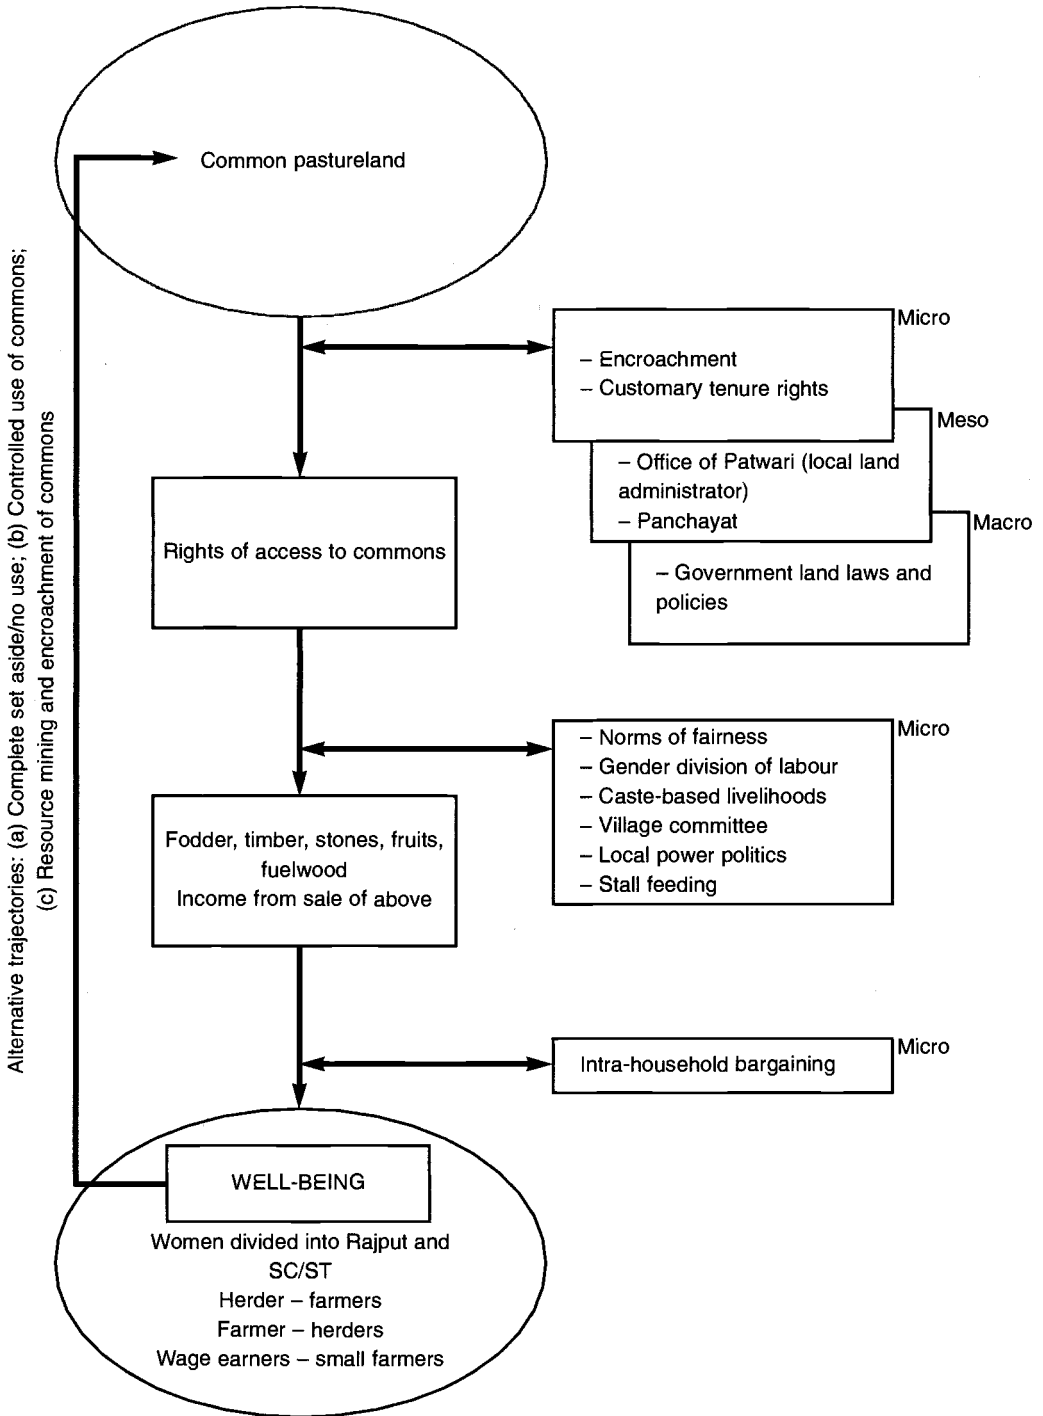 Common pastureland
Alternative trajectories: (a) Complete set aside/no use; (b) Controlled use of commons;
(c) Resource mining and encroachment of commons
Micro
– Encroachment
– Customary tenure rights
Meso
– Office of Patwari (local land
administrator)
– Panchayat
Macro
– Government land laws and
policies
Rights of access to commons
Micro
– Norms of fairness
– Gender division of labour
– Caste-based livelihoods
– Village committee
– Local power politics
– Stall feeding
Fodder, timber, stones, fruits,
fuelwood
Income from sale of above
Micro
Intra-household bargaining
WELL-BEING
Women divided into Rajput and
SC/ST
Herder – farmers
Farmer – herders
Wage earners – small farmers